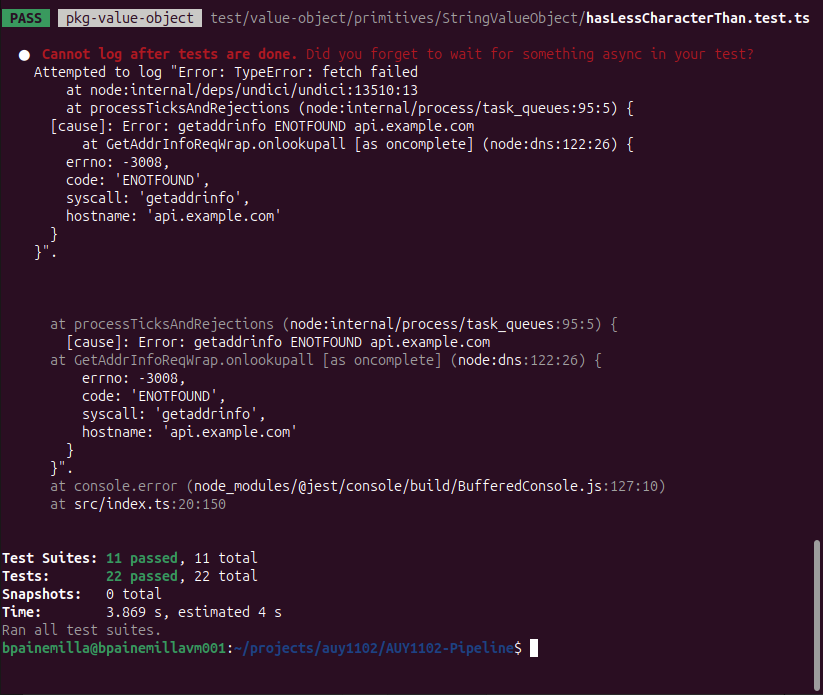 PASS pkg-value-object test/value-object/primitives/StringValueObject/hasLessCharacterThan.test.ts
● Cannot log after tests are done. Did you forget to wait for something async in your test?
Attempted to log "Error: TypeError: fetch failed
at node:internal/deps/undici/undici:13510:13
at processTicksAndRejections (node:internal/process/task_queues:95:5) {
[cause]: Error: getaddrinfo ENOTFOUND api.example.com
at GetAddrInfoReqWrap.onlookupall [as oncomplete] (node:dns:122:26) {
errno: -3008,
code: 'ENOTFOUND',
syscall: 'getaddrinfo',
hostname: 'api.example.com'
}
}".
at processTicksAndRejections (node:internal/process/task_queues:95:5) {
[cause]: Error: getaddrinfo ENOTFOUND api.example.com
at GetAddrInfoReqWrap.onlookupall [as oncomplete] (node:dns:122:26) {
errno: -3008,
code: 'ENOTFOUND',
syscall: 'getaddrinfo',
hostname: 'api.example.com'
}
}".
at console.error (node_modules/@jest/console/build/BufferedConsole.js:127:10)
at src/index.ts:20:150
Test Suites: 11 passed, 11 total
Tests: 22 passed, 22 total
Snapshots: 0 total
Time: 3.869 s, estimated 4 s
Ran all test suites.
bpainemilla@bpainemillavm001:~/projects/auy1102/AUY1102-Pipeline$